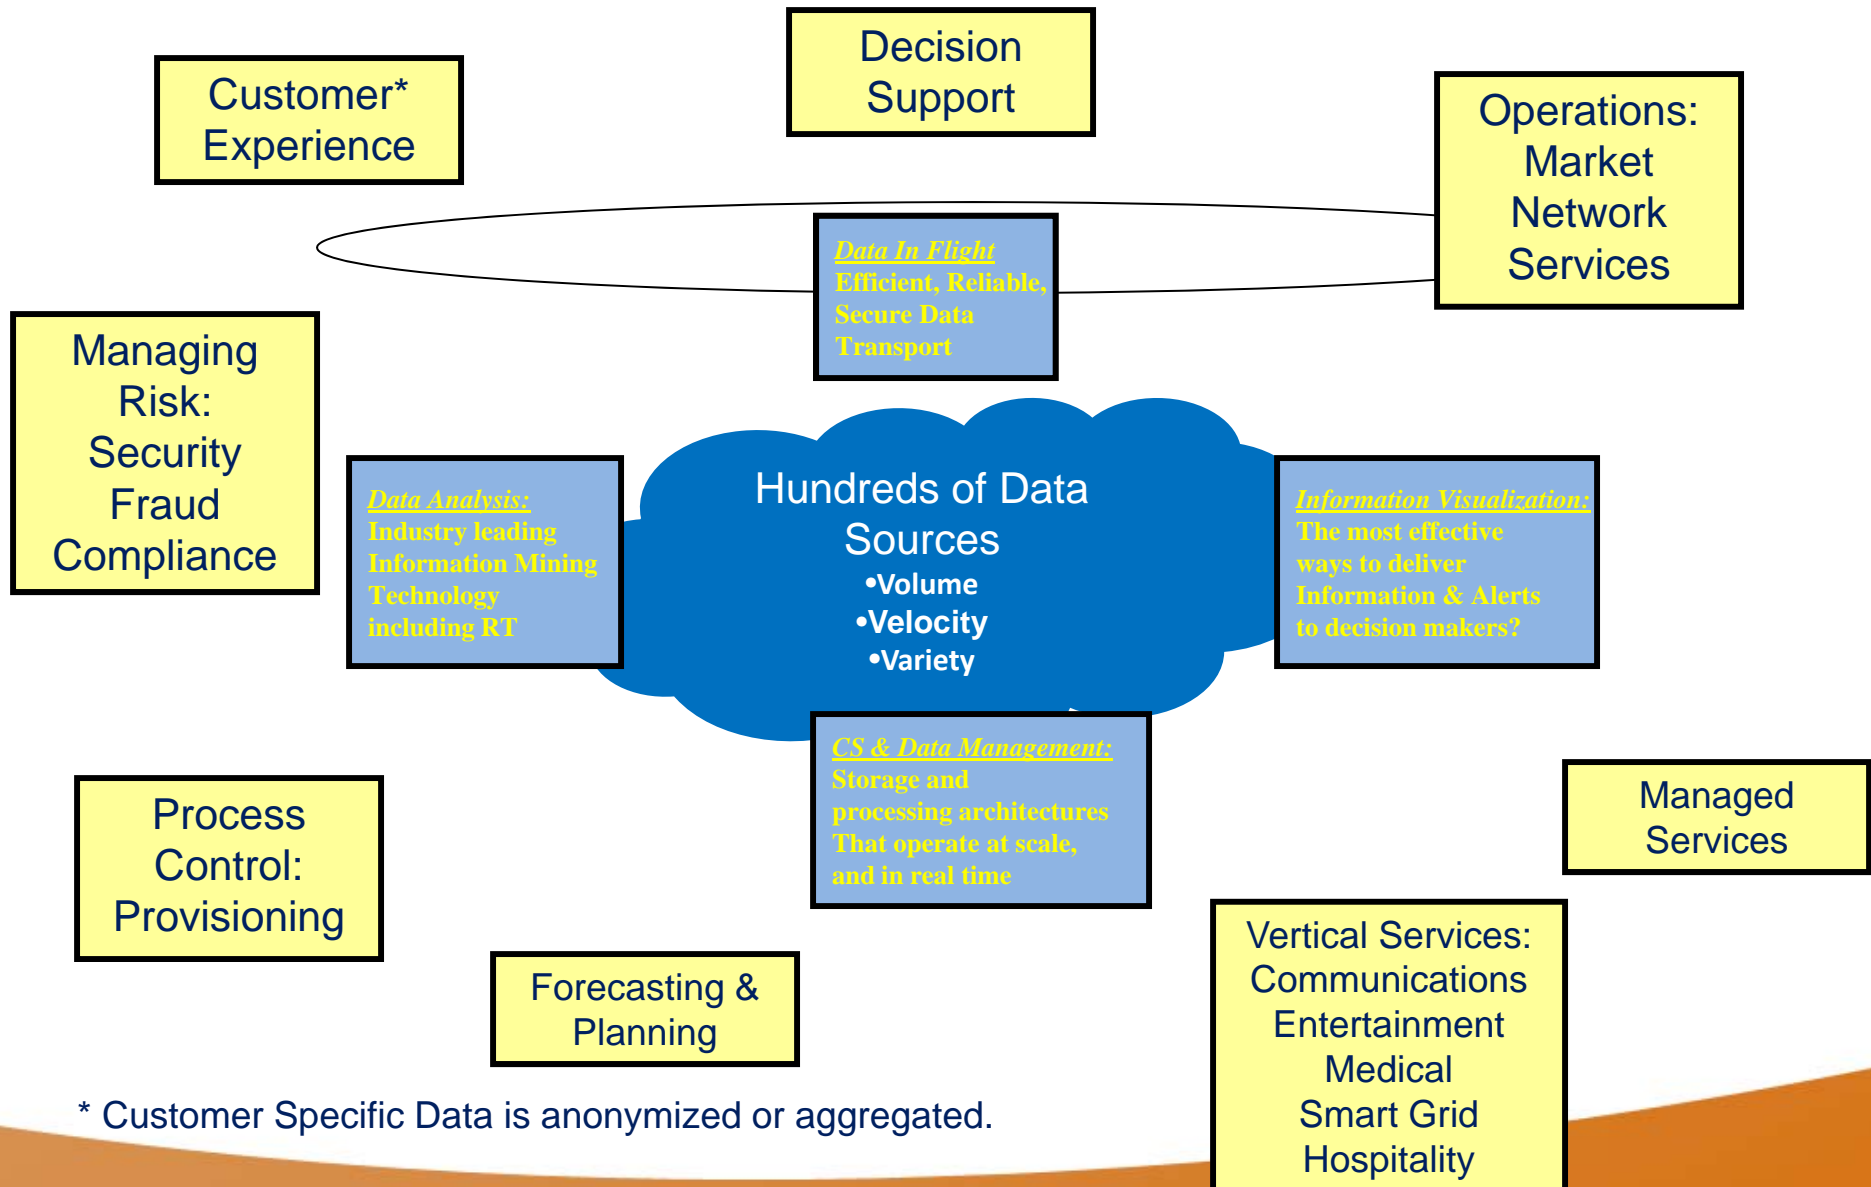 Decision
Support
Customer*
Experience
Operations:
Market
Network
Services
Data In Flight
Efficient, Reliable,
Secure Data
Transport
Managing
Risk:
Security
Fraud
Compliance
Data Analysis:
Industry leading
Information Mining
Technology
including RT
Hundreds of Data
Sources
•Volume
•Velocity
•Variety
Information Visualization:
The most effective
ways to deliver
Information & Alerts
to decision makers?
CS & Data Management:
Storage and
processing architectures
That operate at scale,
and in real time
Process
Control:
Provisioning
Managed
Services
Forecasting &
Planning
Vertical Services:
Communications
Entertainment
Medical
Smart Grid
Hospitality
* Customer Specific Data is anonymized or aggregated.